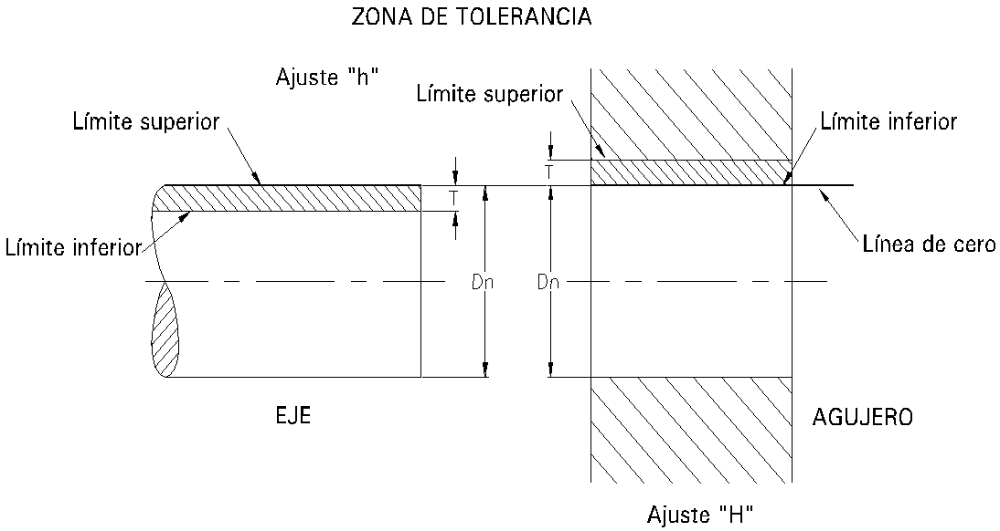 ZONA DE TOLERANCIA
Ajuste "h"
Límite superior
Límite superior
Límite inferior
T
T
Límite inferior
Línea de cero
Dn
Dn
EJE
AGUJERO
Ajuste "H"